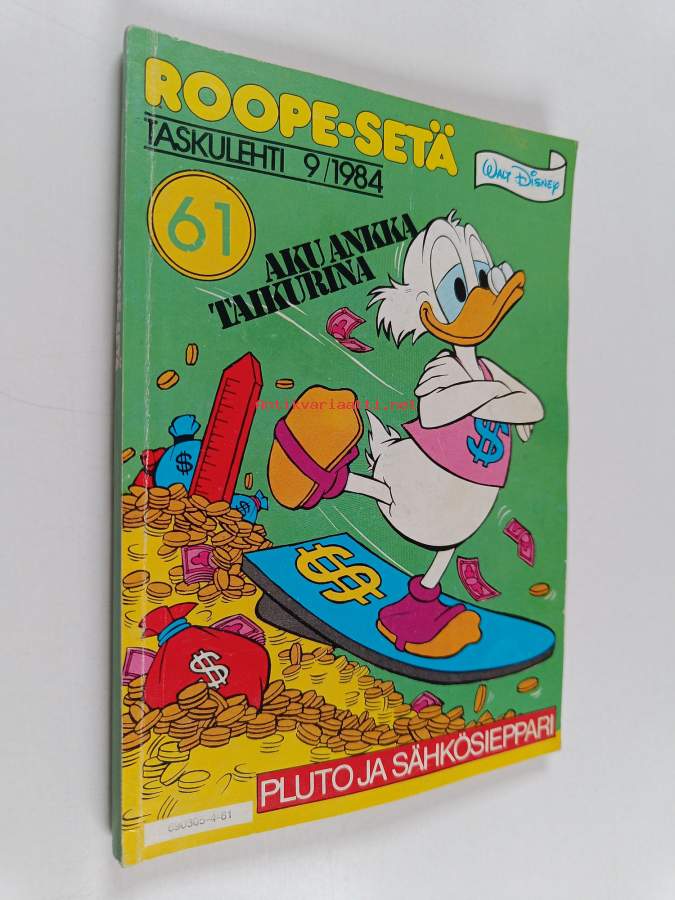 ROOPE-SETÄ
TASKULEHTI 9/1984
WALT DISNEY
61
AKU ANKKA
TAIKURINA
Antikvariaatti.net
$
$
$
$
PLUTO JA SÄHKÖSIEPPARI
690305-4-61